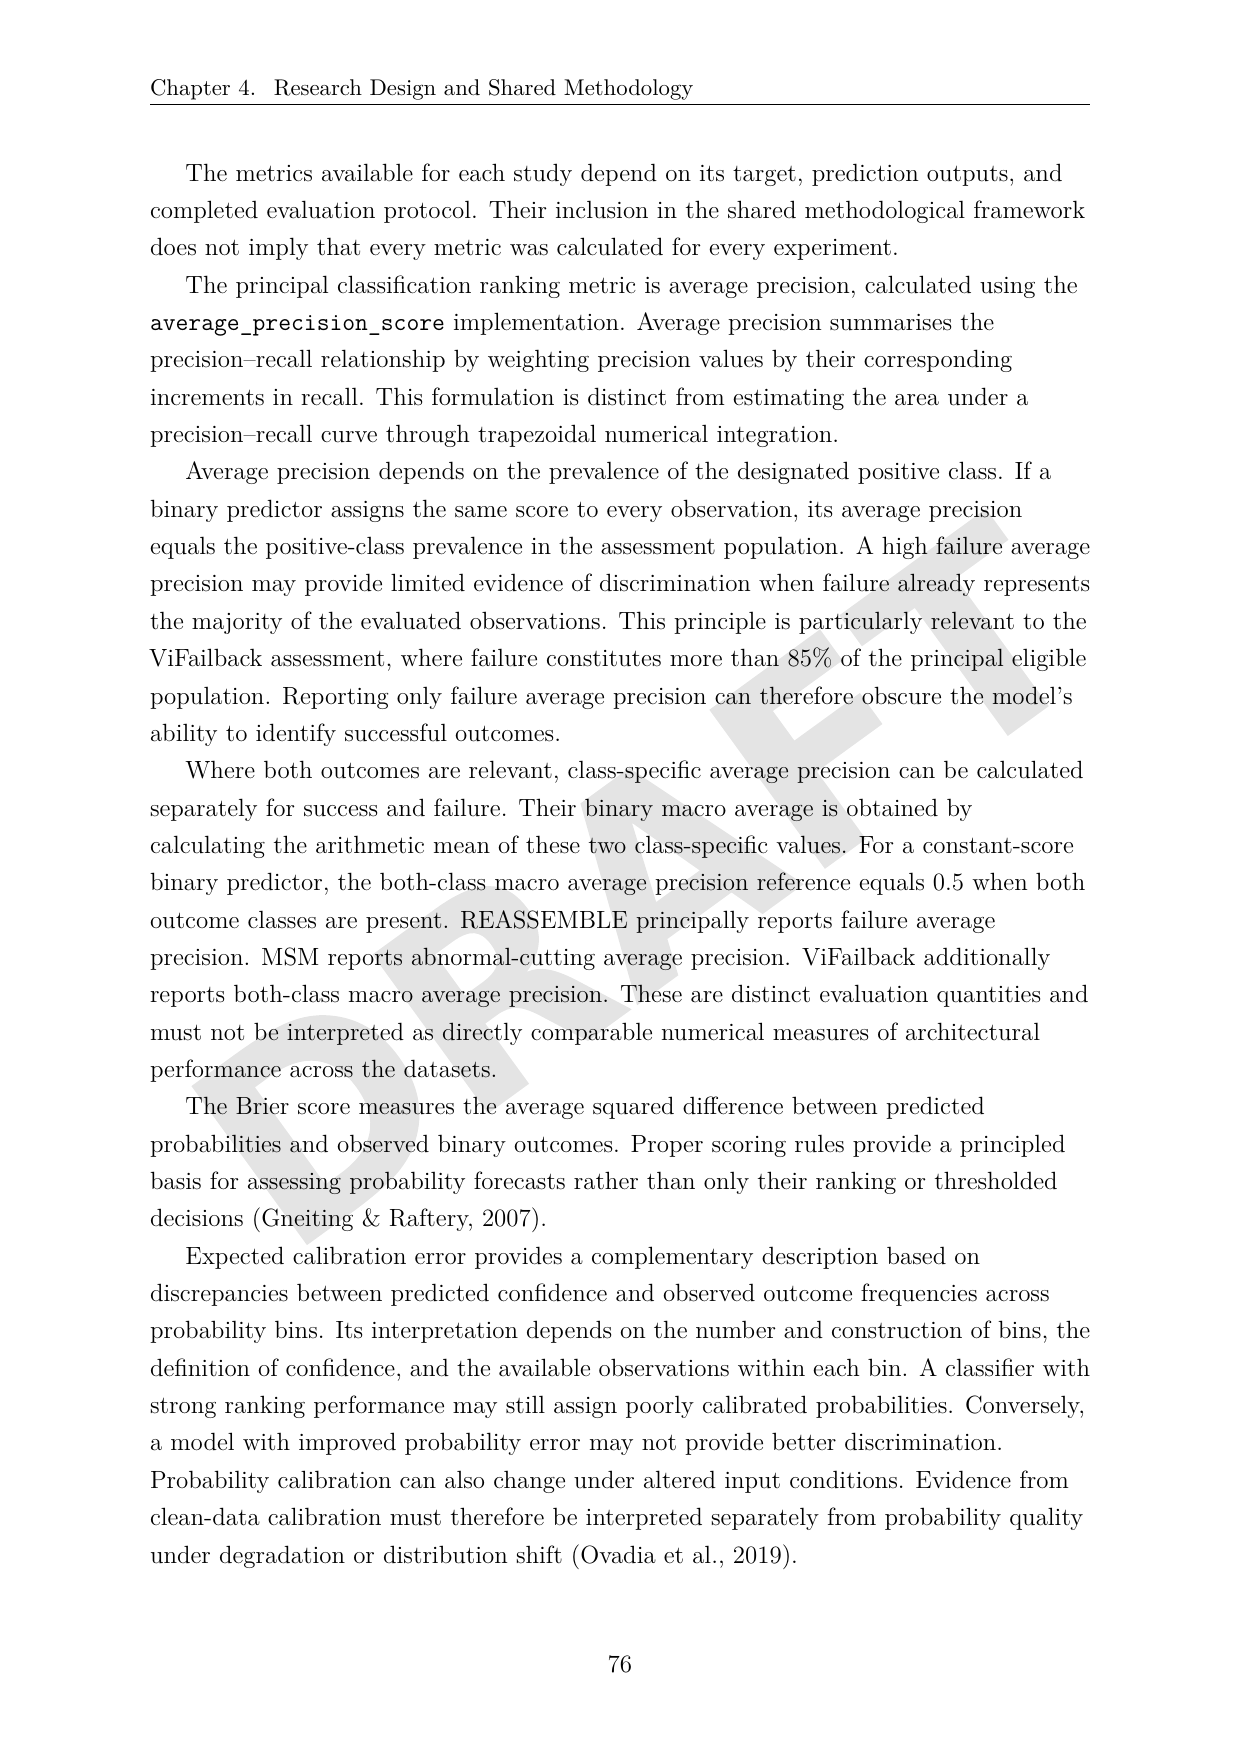 Chapter 4. Research Design and Shared Methodology
The metrics available for each study depend on its target, prediction outputs, and
completed evaluation protocol. Their inclusion in the shared methodological framework
does not imply that every metric was calculated for every experiment.
The principal classification ranking metric is average precision, calculated using the
average_precision_score implementation. Average precision summarises the
precision–recall relationship by weighting precision values by their corresponding
increments in recall. This formulation is distinct from estimating the area under a
precision–recall curve through trapezoidal numerical integration.
Average precision depends on the prevalence of the designated positive class. If a
binary predictor assigns the same score to every observation, its average precision
equals the positive-class prevalence in the assessment population. A high failure average
precision may provide limited evidence of discrimination when failure already represents
the majority of the evaluated observations. This principle is particularly relevant to the
ViFailback assessment, where failure constitutes more than 85% of the principal eligible
population. Reporting only failure average precision can therefore obscure the model's
ability to identify successful outcomes.
Where both outcomes are relevant, class-specific average precision can be calculated
separately for success and failure. Their binary macro average is obtained by
calculating the arithmetic mean of these two class-specific values. For a constant-score
binary predictor, the both-class macro average precision reference equals 0.5 when both
outcome classes are present. REASSEMBLE principally reports failure average
precision. MSM reports abnormal-cutting average precision. ViFailback additionally
reports both-class macro average precision. These are distinct evaluation quantities and
must not be interpreted as directly comparable numerical measures of architectural
performance across the datasets.
The Brier score measures the average squared difference between predicted
probabilities and observed binary outcomes. Proper scoring rules provide a principled
basis for assessing probability forecasts rather than only their ranking or thresholded
decisions (Gneiting & Raftery, 2007).
Expected calibration error provides a complementary description based on
discrepancies between predicted confidence and observed outcome frequencies across
probability bins. Its interpretation depends on the number and construction of bins, the
definition of confidence, and the available observations within each bin. A classifier with
strong ranking performance may still assign poorly calibrated probabilities. Conversely,
a model with improved probability error may not provide better discrimination.
Probability calibration can also change under altered input conditions. Evidence from
clean-data calibration must therefore be interpreted separately from probability quality
under degradation or distribution shift (Ovadia et al., 2019).
76
DRAFT